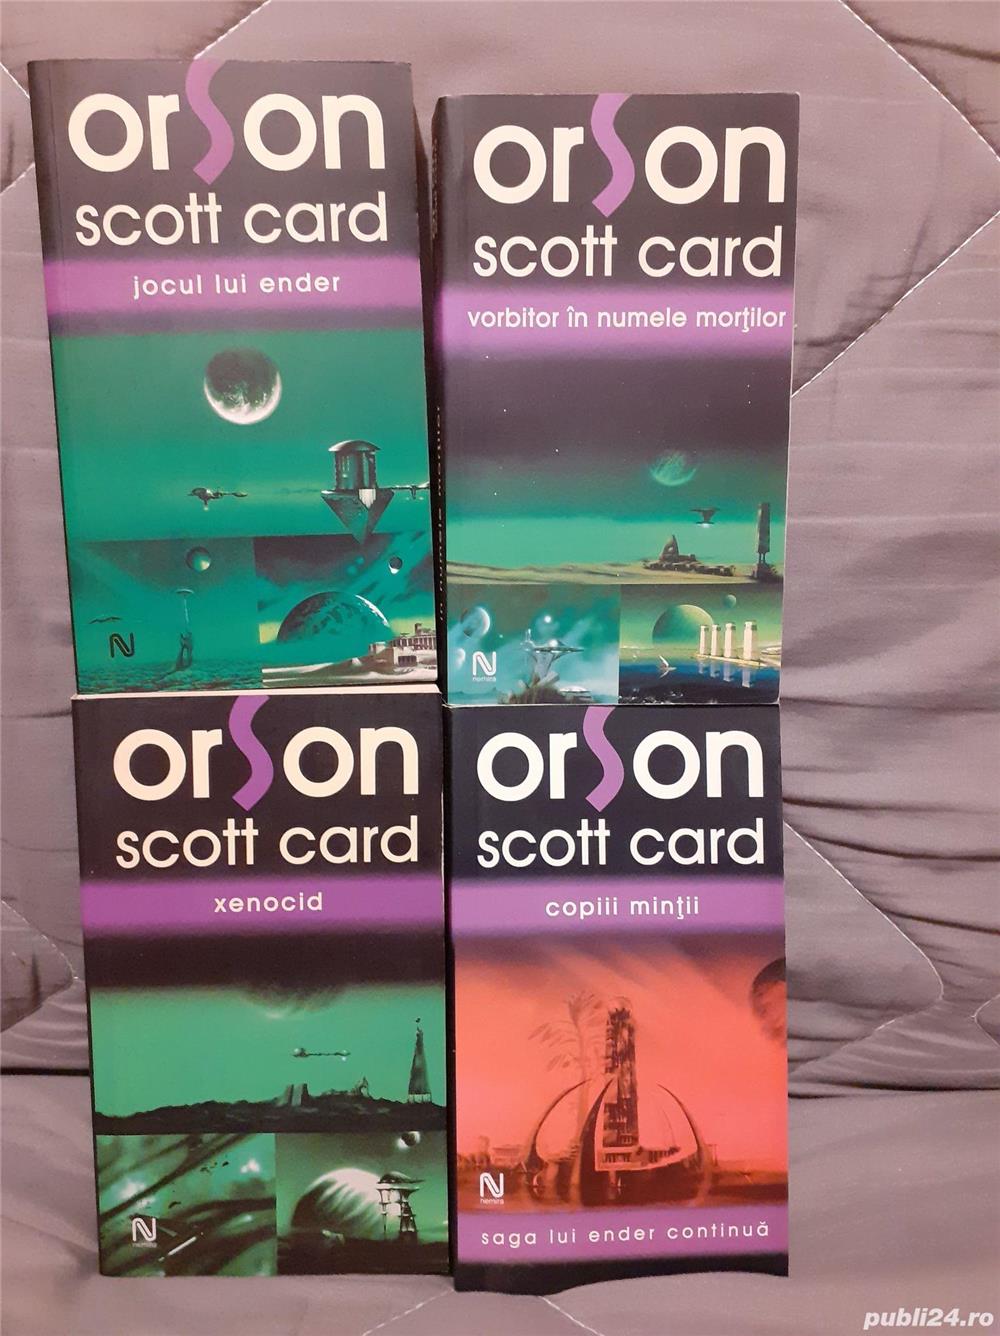 orson
scott card
jocul lui ender
orson
scott card
vorbitor în numele morţilor
nemira
orson
scott card
xenocid
nemira
orson
scott card
copiii minţii
nemira
saga lui ender continuă
publi24.ro